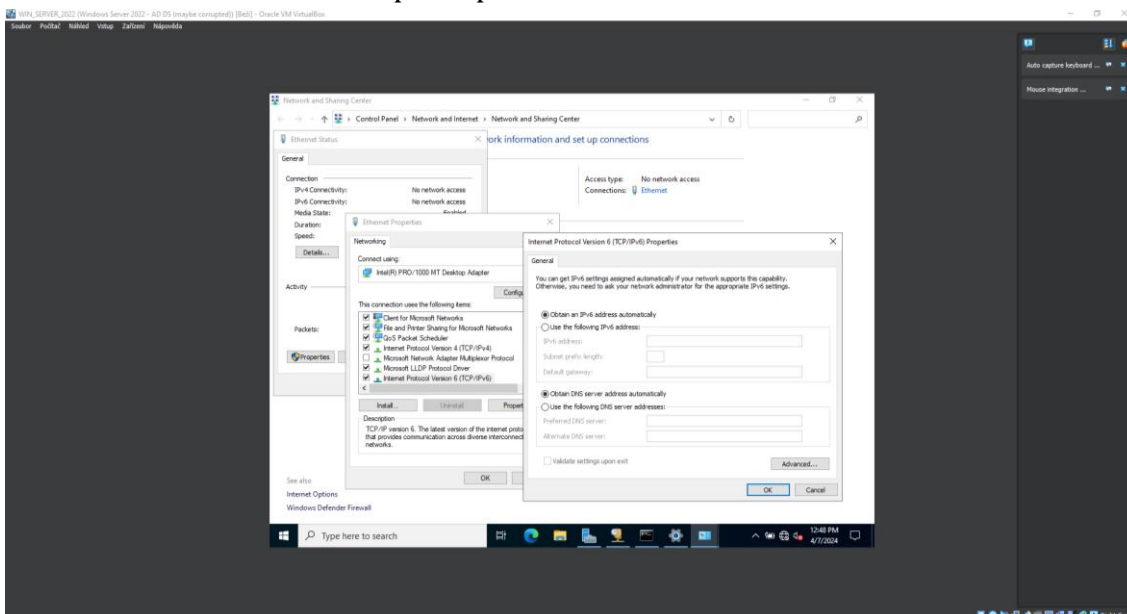 WIN_SERVER_2022 (Windows Server 2022 - AD DS (maybe corrupted)) [Běží] - Oracle VM VirtualBox
Soubor Počítač Náhled Vstup Zařízení Nápověda
Auto capture keyboard ...
Mouse integration ...
Network and Sharing Center
Control Panel > Network and Internet > Network and Sharing Center
Ethernet Status
ork information and set up connections
General
Connection
IPv4 Connectivity: No network access
IPv6 Connectivity: No network access
Media State: Enabled
Duration:
Speed:
Details...
Activity
Packets:
Properties
Access type: No network access
Connections: Ethernet
Ethernet Properties
Networking
Connect using:
Intel(R) PRO/1000 MT Desktop Adapter
Config
This connection uses the following items:
Client for Microsoft Networks
File and Printer Sharing for Microsoft Networks
QoS Packet Scheduler
Internet Protocol Version 4 (TCP/IPv4)
Microsoft Network Adapter Multiplexor Protocol
Microsoft LLDP Protocol Driver
Internet Protocol Version 6 (TCP/IPv6)
Install... Uninstall Propert
Description
TCP/IP version 6. The latest version of the internet proto
that provides communication across diverse interconnect
networks.
OK
Internet Protocol Version 6 (TCP/IPv6) Properties
General
You can get IPv6 settings assigned automatically if your network supports this capability.
Otherwise, you need to ask your network administrator for the appropriate IPv6 settings.
Obtain an IPv6 address automatically
Use the following IPv6 address:
IPv6 address:
Subnet prefix length:
Default gateway:
Obtain DNS server address automatically
Use the following DNS server addresses:
Preferred DNS server:
Alternate DNS server:
Validate settings upon exit
Advanced...
OK Cancel
See also
Internet Options
Windows Defender Firewall
Type here to search
12:48 PM
4/7/2024